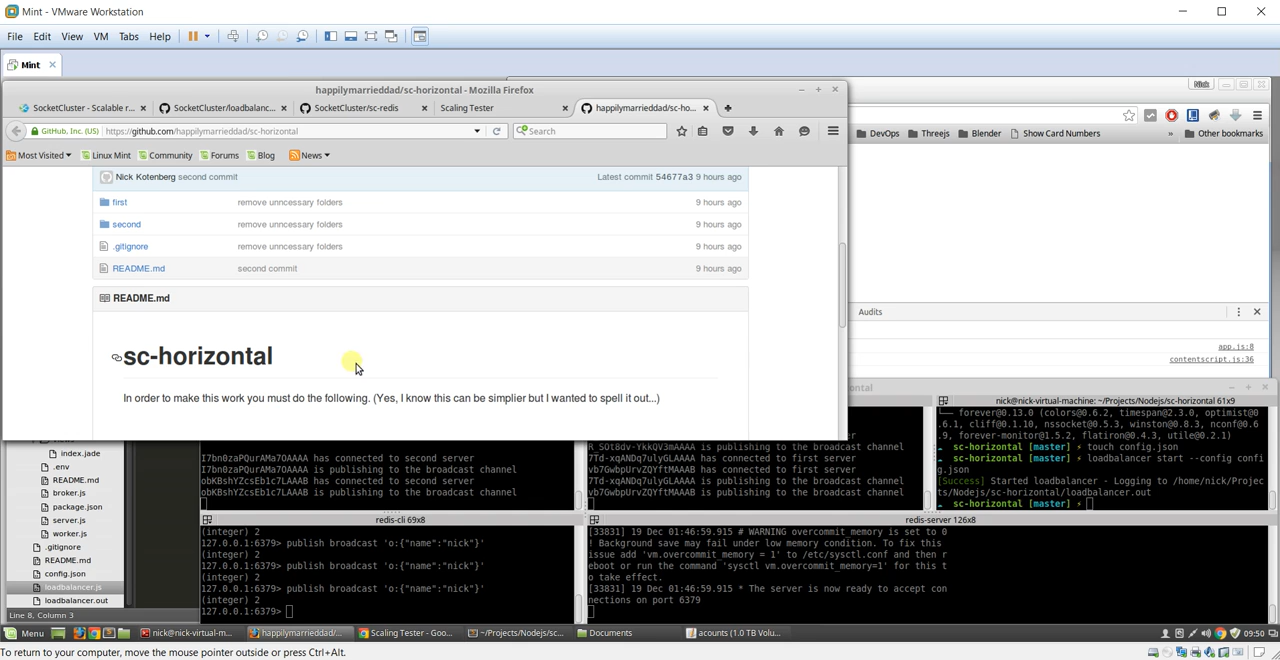 Mint - VMware Workstation
File Edit View VM Tabs Help
Mint
happilymarrieddad/sc-horizontal - Mozilla Firefox
Nick
SocketCluster - Scalable r... SocketCluster/loadbalanc... SocketCluster/sc-redis Scaling Tester happilymarrieddad/sc-ho...
GitHub, Inc. (US) https://github.com/happilymarrieddad/sc-horizontal Search
DevOps Threejs Blender Show Card Numbers » Other bookmarks
Most Visited Linux Mint Community Forums Blog News
Nick Kotenberg second commit Latest commit 54677a3 9 hours ago
first remove unncessary folders 9 hours ago
second remove unncessary folders 9 hours ago
.gitignore remove unncessary folders 9 hours ago
README.md second commit 9 hours ago
README.md
Audits
app.js:8
contentscript.js:36
sc-horizontal
In order to make this work you must do the following. (Yes, I know this can be simplier but I wanted to spell it out...)
ontal
nick@nick-virtual-machine: ~/Projects/Nodejs/sc-horizontal 61x9
└── forever@0.13.0 (colors@0.6.2, timespan@2.3.0, optimist@0
.6.1, cliff@0.1.10, nssocket@0.5.3, winston@0.8.3, nconf@0.6
.9, forever-monitor@1.5.2, flatiron@0.4.3, utile@0.2.1)
sc-horizontal [master] ⚡ touch config.json
sc-horizontal [master] ⚡ loadbalancer start --config confi
g.json
[Success] Started loadbalancer - Logging to /home/nick/Projec
ts/Nodejs/sc-horizontal/loadbalancer.out
sc-horizontal [master] ⚡
er
R_SOt8dv-YkkQV3mAAAA is publishing to the broadcast channel
7Td-xqANDq7ulyGLAAAA has connected to first server
vb7GwbpUrvZQYftMAAAB has connected to first server
7Td-xqANDq7ulyGLAAAA is publishing to the broadcast channel
vb7GwbpUrvZQYftMAAAB is publishing to the broadcast channel
I7bn0zaPQurAMa7OAAAA has connected to second server
I7bn0zaPQurAMa7OAAAA is publishing to the broadcast channel
obKBshYZcsEb1c7LAAAB has connected to second server
obKBshYZcsEb1c7LAAAB is publishing to the broadcast channel
index.jade
.env
README.md
broker.js
package.json
server.js
worker.js
.gitignore
README.md
config.json
loadbalancer.js
loadbalancer.out
Line 8, Column 3
redis-cli 69x8
(integer) 2
127.0.0.1:6379> publish broadcast 'o:{"name":"nick"}'
(integer) 2
127.0.0.1:6379> publish broadcast 'o:{"name":"nick"}'
(integer) 2
127.0.0.1:6379> publish broadcast 'o:{"name":"nick"}'
(integer) 2
127.0.0.1:6379>
redis-server 126x8
[33831] 19 Dec 01:46:59.915 # WARNING overcommit_memory is set to 0
! Background save may fail under low memory condition. To fix this
issue add 'vm.overcommit_memory = 1' to /etc/sysctl.conf and then r
eboot or run the command 'sysctl vm.overcommit_memory=1' for this t
o take effect.
[33831] 19 Dec 01:46:59.915 * The server is now ready to accept con
nections on port 6379
Menu nick@nick-virtual-m... happilymarrieddad/... Scaling Tester - Goo... ~/Projects/Nodejs/sc... Documents acounts (1.0 TB Volu... 09:50
To return to your computer, move the mouse pointer outside or press Ctrl+Alt.